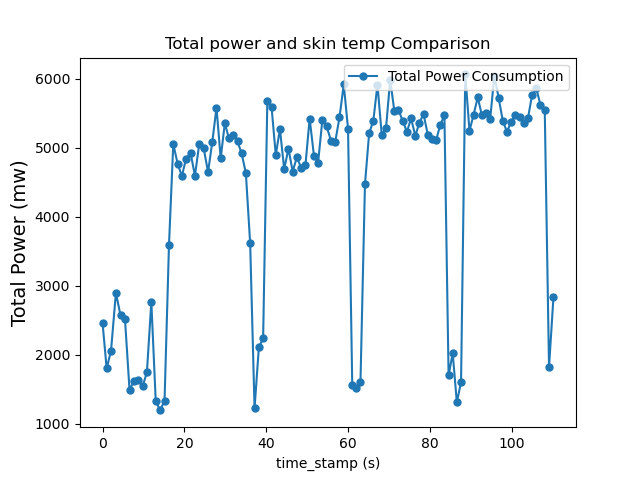 Total power and skin temp Comparison
Total Power Consumption
Total Power (mw)
6000
5000
4000
3000
2000
1000
0 20 40 60 80 100
time_stamp (s)